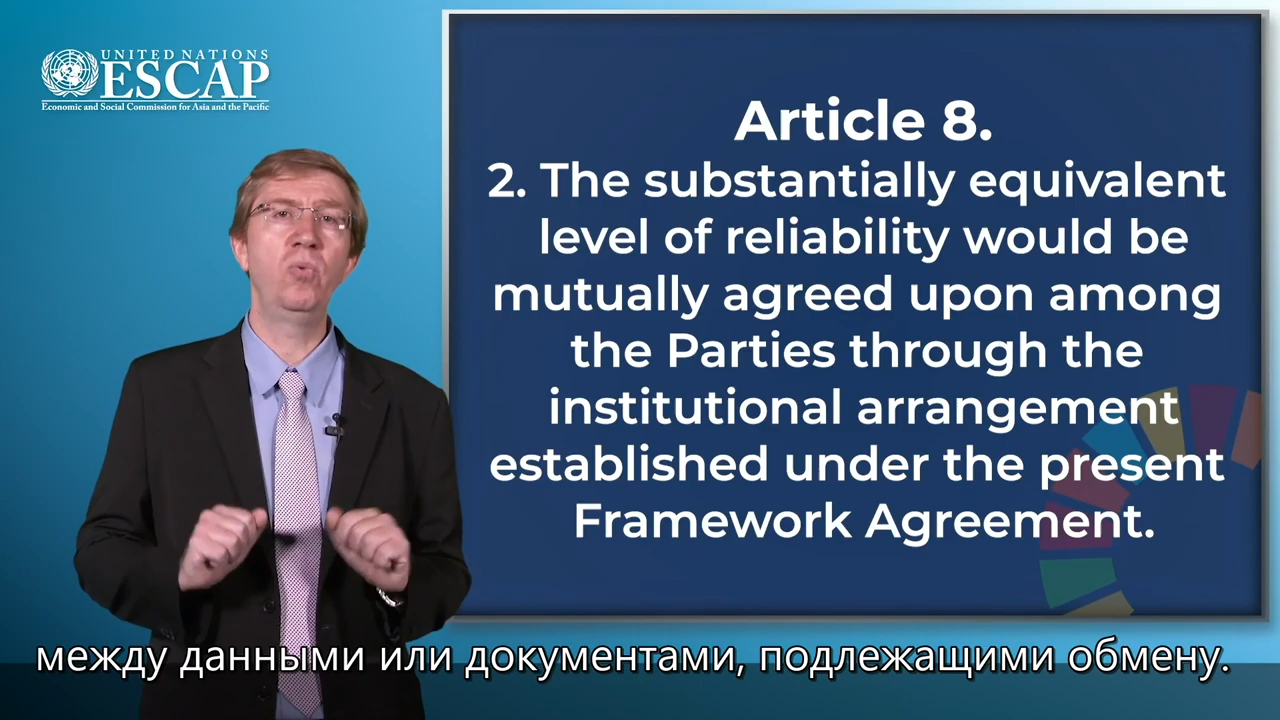 UNITED NATIONS
ESCAP
Economic and Social Commission for Asia and the Pacific
Article 8.
2. The substantially equivalent
level of reliability would be
mutually agreed upon among
the Parties through the
institutional arrangement
established under the present
Framework Agreement.
между данными или документами, подлежащими обмену.